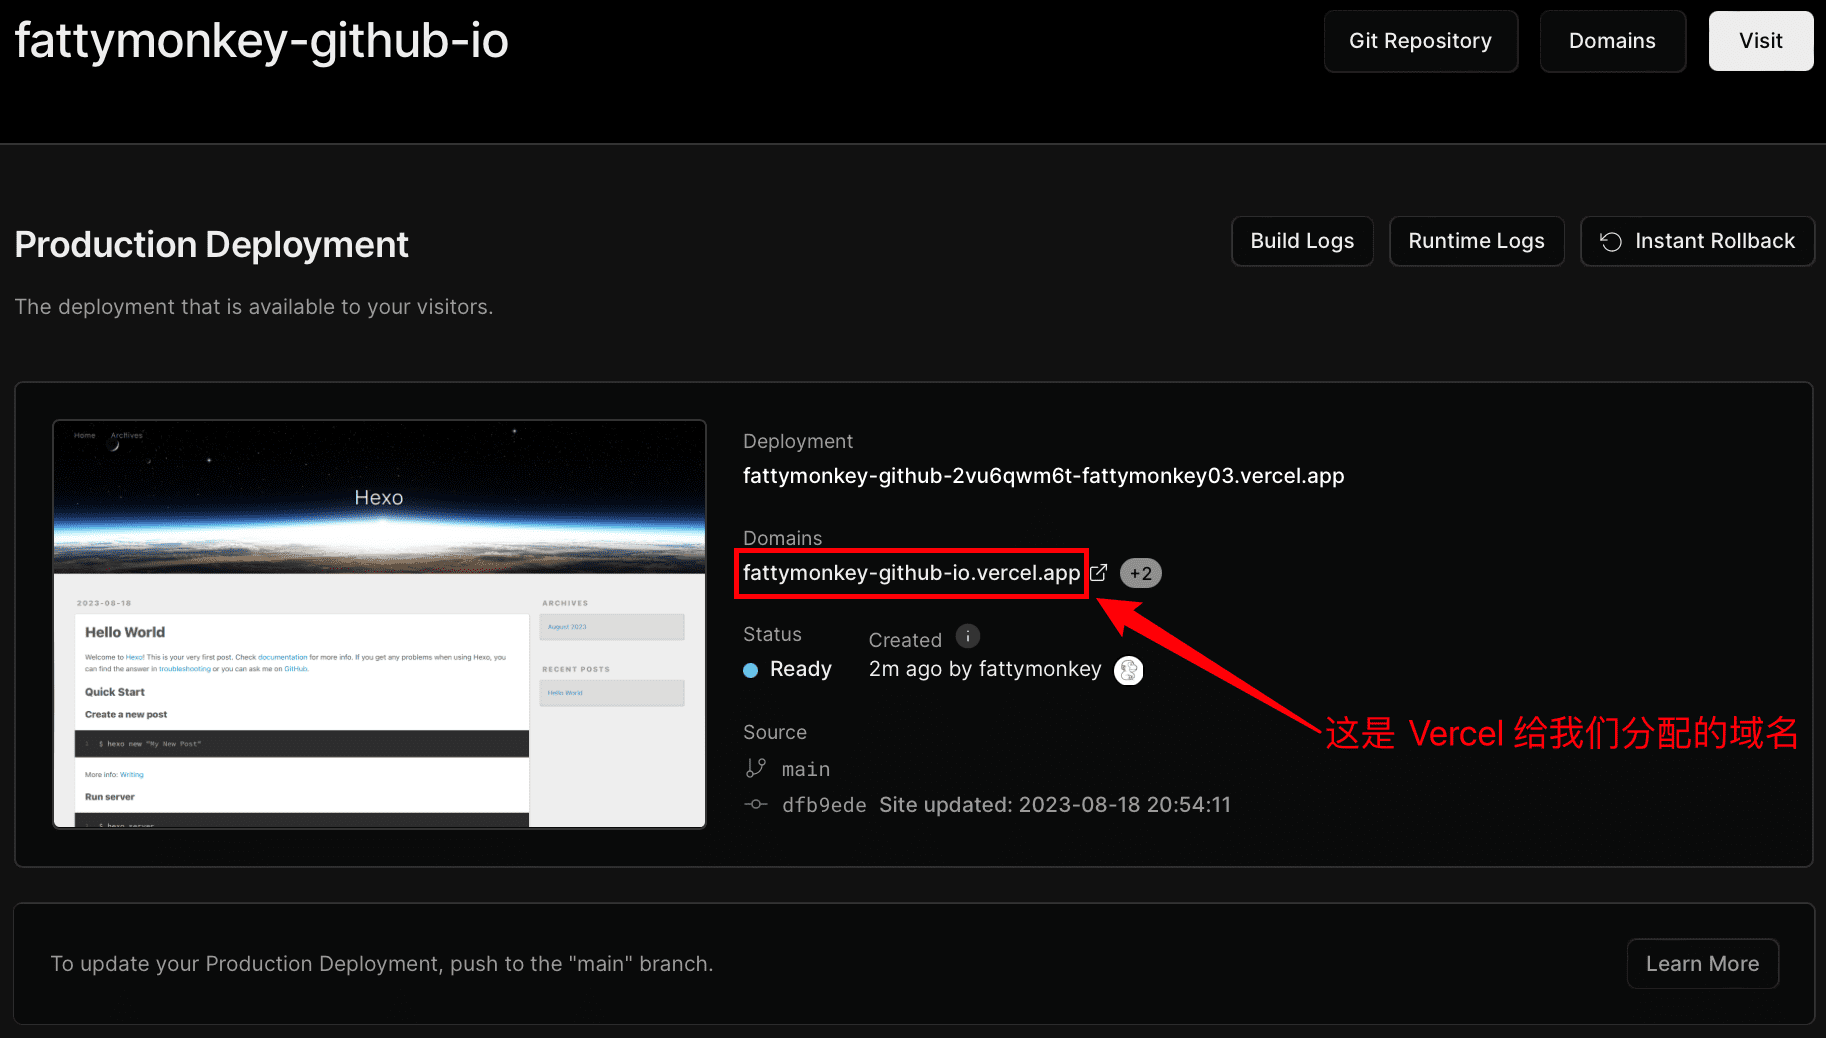 fattymonkey-github-io
Git Repository
Domains
Visit
Production Deployment
Build Logs
Runtime Logs
Instant Rollback
The deployment that is available to your visitors.
Home
Archives
Hexo
2023-08-18
Hello World
Welcome to Hexo! This is your very first post. Check documentation for more info. If you get any problems when using Hexo, you
can find the answer in troubleshooting or you can ask me on GitHub.
Quick Start
Create a new post
1 $ hexo new "My New Post"
More info: Writing
Run server
1 $ hexo server
ARCHIVES
August 2023
RECENT POSTS
Hello World
Deployment
fattymonkey-github-2vu6qwm6t-fattymonkey03.vercel.app
Domains
fattymonkey-github-io.vercel.app
+2
Status
Created
Ready
2m ago by fattymonkey
这是 Vercel 给我们分配的域名
Source
main
dfb9ede Site updated: 2023-08-18 20:54:11
To update your Production Deployment, push to the "main" branch.
Learn More